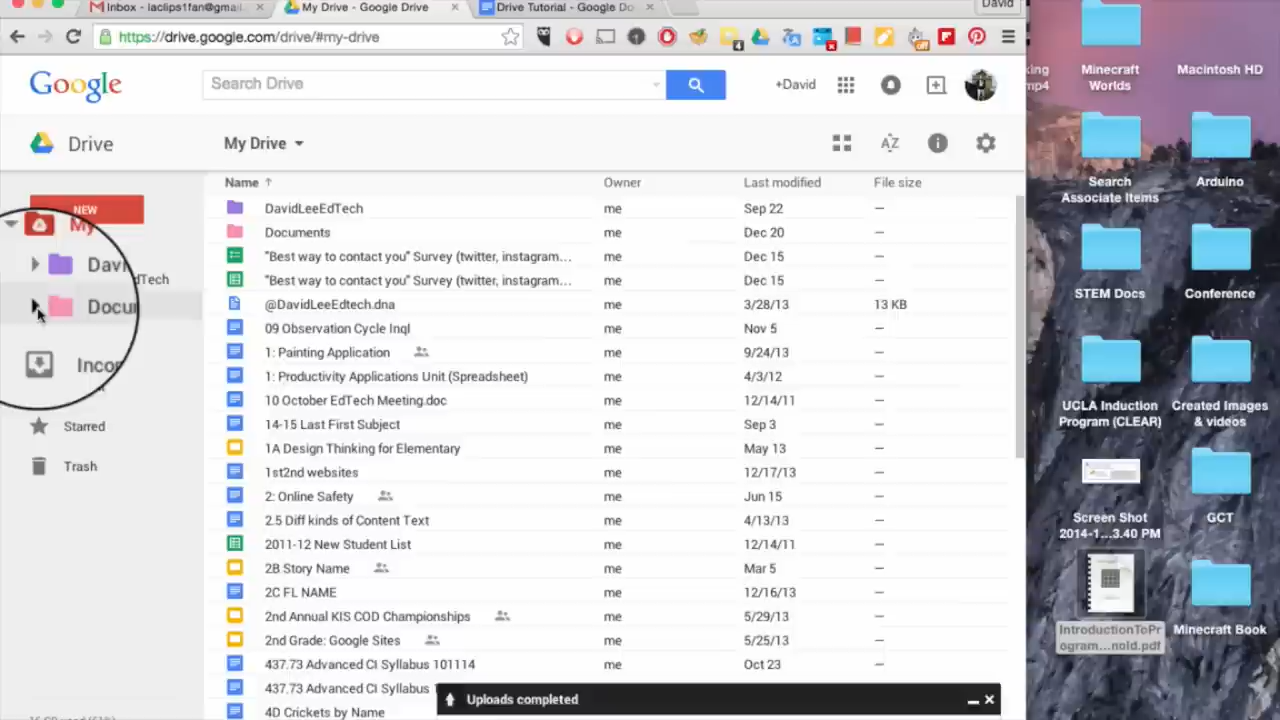 Inbox - laclips1fan@gmail.
My Drive - Google Drive
Drive Tutorial - Google Do
David
https://drive.google.com/drive/#my-drive
Google
Search Drive
+David
Drive
My Drive
NEW
My
Davi
dTech
Docu
Inco
Starred
Trash
Name ↑ Owner Last modified File size
DavidLeeEdTech me Sep 22 –
Documents me Dec 20 –
"Best way to contact you" Survey (twitter, instagram... me Dec 15 –
"Best way to contact you" Survey (twitter, instagram... me Dec 15 –
@DavidLeeEdtech.dna me 3/28/13 13 KB
09 Observation Cycle Inql me Nov 5 –
1: Painting Application me 9/24/13 –
1: Productivity Applications Unit (Spreadsheet) me 4/3/12 –
10 October EdTech Meeting.doc me 12/14/11 –
14-15 Last First Subject me Sep 3 –
1A Design Thinking for Elementary me May 13 –
1st2nd websites me 12/17/13 –
2: Online Safety me Jun 15 –
2.5 Diff kinds of Content Text me 4/13/13 –
2011-12 New Student List me 12/14/11 –
2B Story Name me Mar 5 –
2C FL NAME me 12/16/13 –
2nd Annual KIS COD Championships me 5/29/13 –
2nd Grade: Google Sites me 5/25/13 –
437.73 Advanced CI Syllabus 101114 me Oct 23 –
437.73 Advanced CI Syllabus
4D Crickets by Name
Uploads completed
king
mp4
Minecraft
Worlds
Macintosh HD
Search
Associate Items
Arduino
STEM Docs
Conference
UCLA Induction
Program (CLEAR)
Created Images
& videos
Screen Shot
2014-1...3.40 PM
GCT
IntroductionToPr
ogram...nold.pdf
Minecraft Book